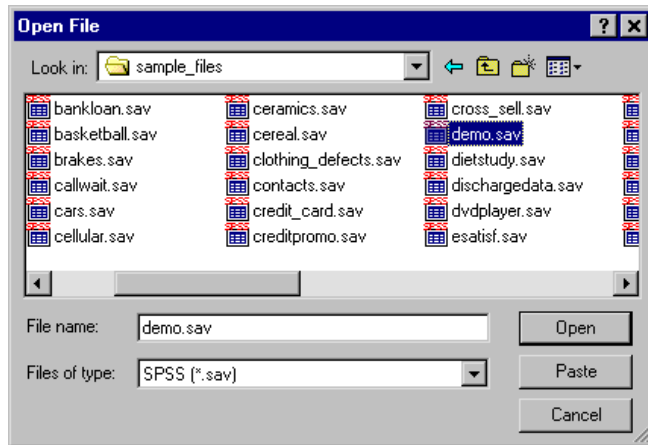 Open File
Look in: sample_files
bankloan.sav ceramics.sav cross_sell.sav
basketball.sav cereal.sav demo.sav
brakes.sav clothing_defects.sav dietstudy.sav
callwait.sav contacts.sav dischargedata.sav
cars.sav credit_card.sav dvdplayer.sav
cellular.sav creditpromo.sav esatisf.sav
File name: demo.sav Open
Files of type: SPSS (*.sav) Paste
Cancel